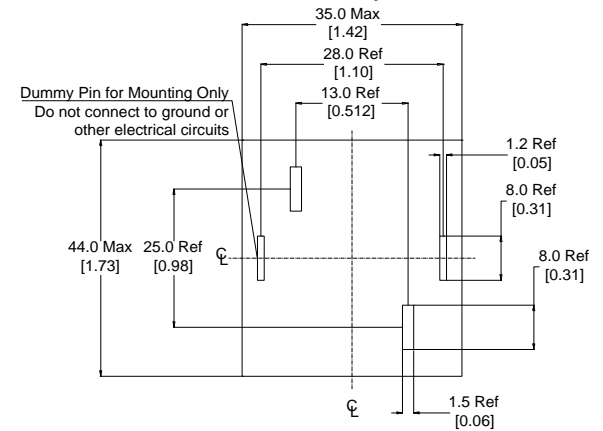 35.0 Max
[1.42]
28.0 Ref
[1.10]
Dummy Pin for Mounting Only
Do not connect to ground or
other electrical circuits
13.0 Ref
[0.512]
1.2 Ref
[0.05]
8.0 Ref
[0.31]
44.0 Max
[1.73]
25.0 Ref
[0.98]
℄
8.0 Ref
[0.31]
℄
1.5 Ref
[0.06]